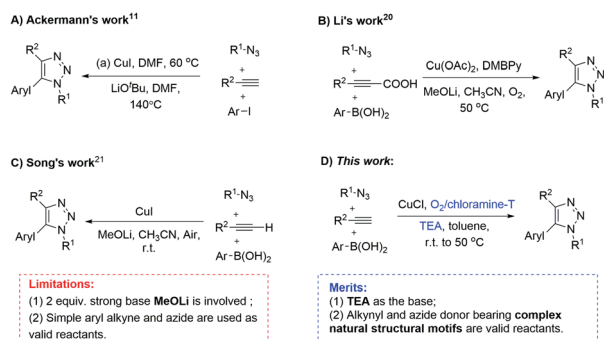 A) Ackermann's work11
R2
N
N
N
Aryl
R1
(a) CuI, DMF, 60 ºC
LiOtBu, DMF,
140ºC
R1-N3
+
R2
+
Ar-I
B) Li's work20
R1-N3
+
R2 COOH
+
Ar-B(OH)2
Cu(OAc)2, DMBPy
MeOLi, CH3CN, O2,
50 ºC
R2
N
N
N
Aryl
R1
C) Song's work21
R2
N
N
N
Aryl
R1
CuI
MeOLi, CH3CN, Air,
r.t.
R1-N3
+
R2 H
+
Ar-B(OH)2
D) This work:
R1-N3
+
R2
+
Ar-B(OH)2
CuCl, O2/chloramine-T
TEA, toluene,
r.t. to 50 ºC
R2
N
N
N
Aryl
R1
Limitations:
(1) 2 equiv. strong base MeOLi is involved ;
(2) Simple aryl alkyne and azide are used as
valid reactants.
Merits:
(1) TEA as the base;
(2) Alkynyl and azide donor bearing complex
natural structural motifs are valid reactants.